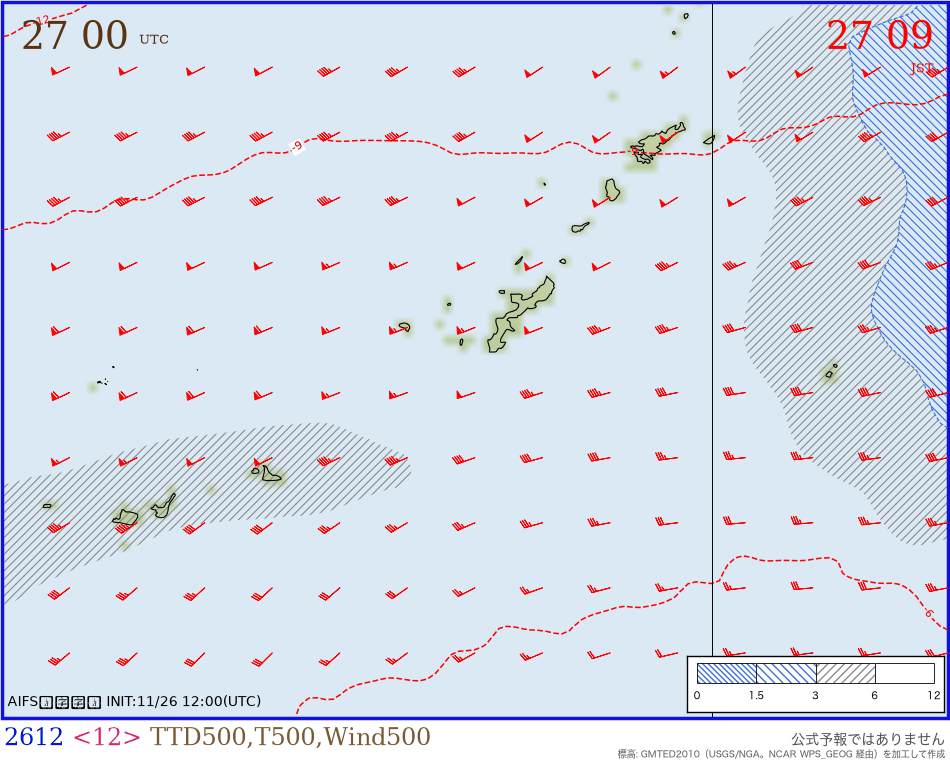 27 00 UTC
27 09
JST
-12
-9
-6
AIFS INIT:11/26 12:00(UTC)
0 1.5 3 6 12
2612 <12> TTD500,T500,Wind500
公式予報ではありません
標高: GMTED2010（USGS/NGA。NCAR WPS_GEOG 経由）を加工して作成